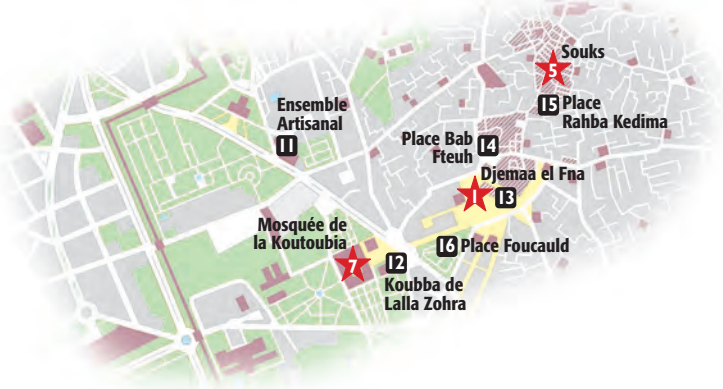 Souks
5
15 Place
Rahba Kedima
Ensemble
Artisanal
11
Place Bab
Fteuh
14
Djemaa el Fna
1
13
Mosquée de
la Koutoubia
7
12
Koubba de
Lalla Zohra
16 Place Foucauld